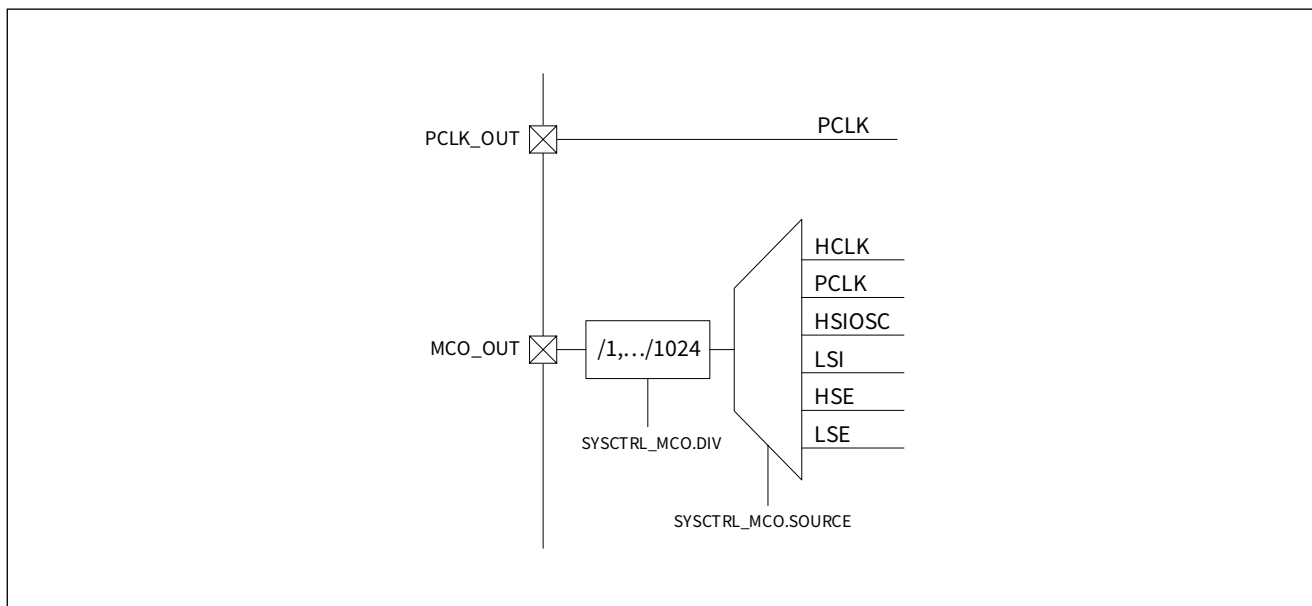 PCLK_OUT
PCLK
HCLK
PCLK
HSIOSC
MCO_OUT
/1,.../1024
LSI
HSE
LSE
SYSCTRL_MCO.DIV
SYSCTRL_MCO.SOURCE